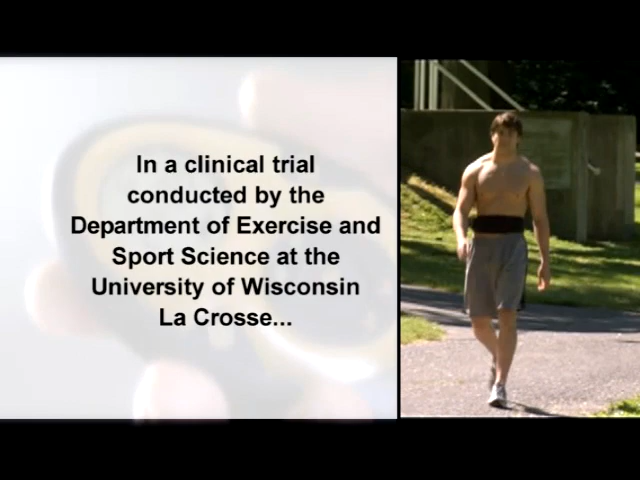 In a clinical trial
conducted by the
Department of Exercise and
Sport Science at the
University of Wisconsin
La Crosse...